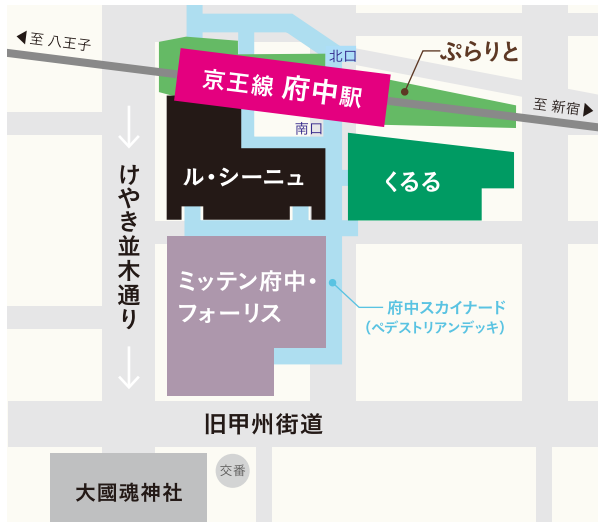 至 八王子
北口
ぷらりと
京王線 府中駅
至 新宿
南口
ル・シーニュ
くるる
けやき並木通り
ミッテン府中・
フォーリス
府中スカイナード
(ペデストリアンデッキ)
旧甲州街道
交番
大國魂神社